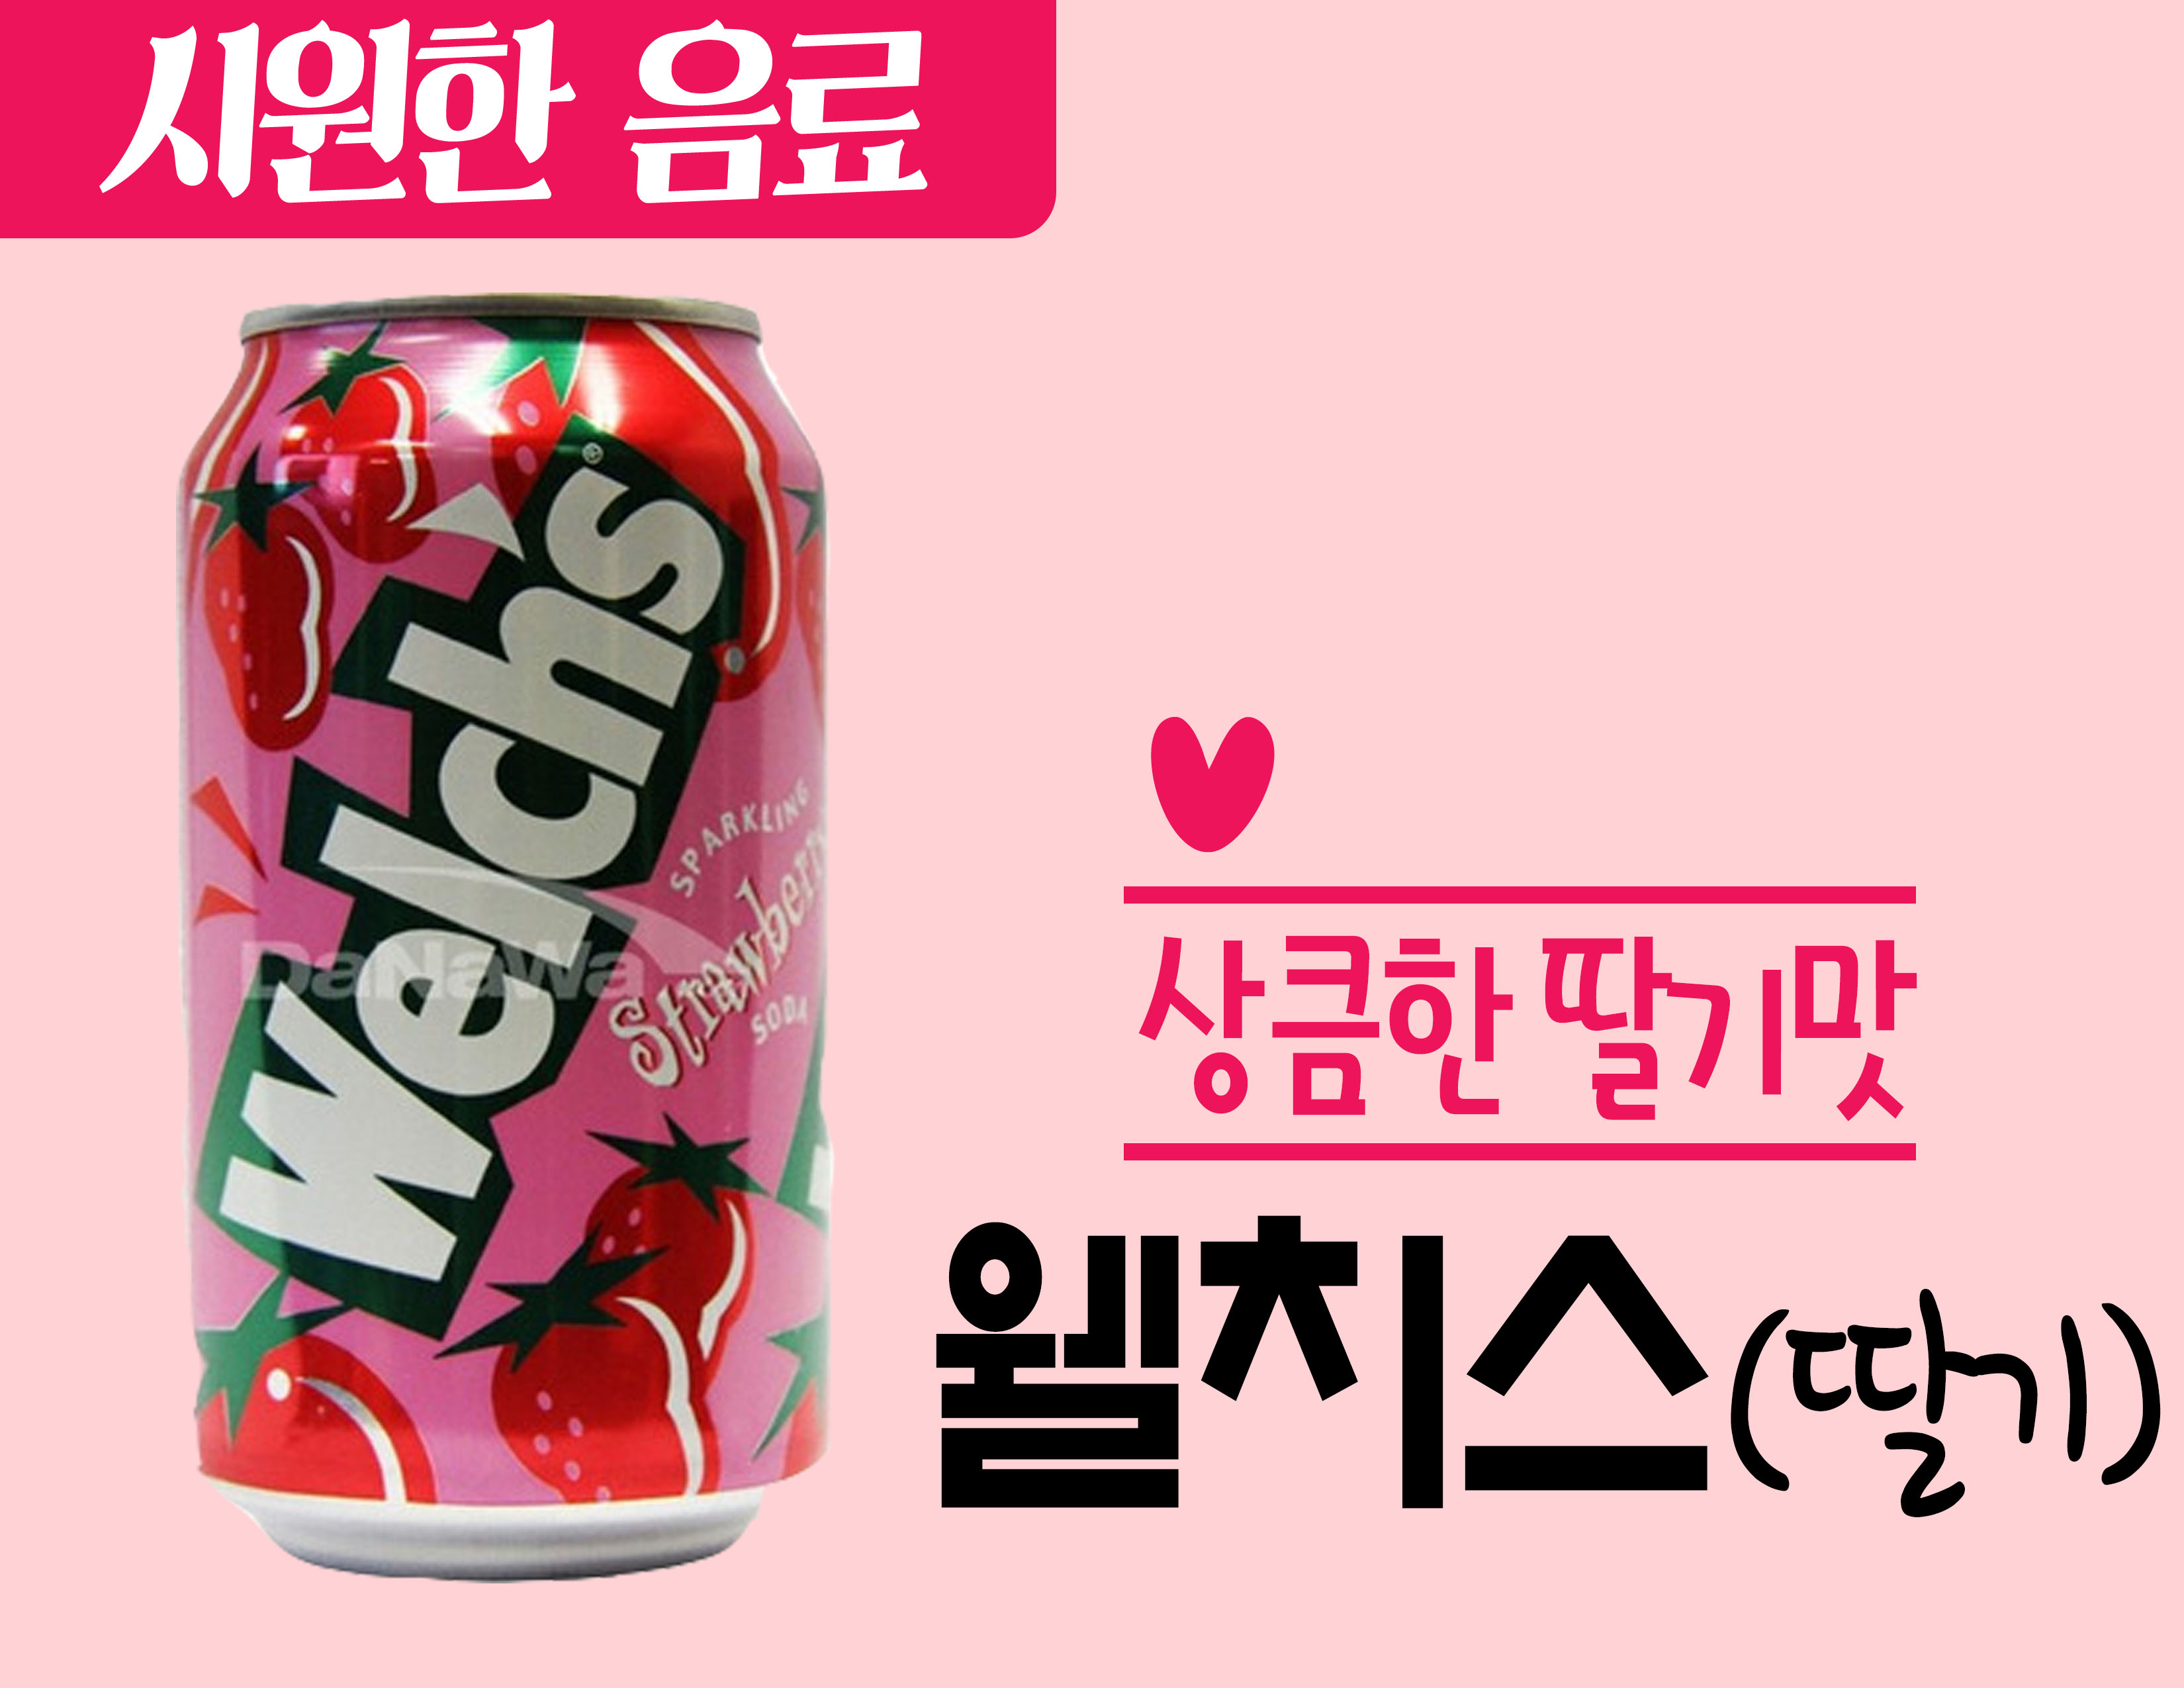 시원한 음료
Welch's®
SPARKLING
Strawberry
SODA
DaNaWa
상큼한 딸기맛
웰치스(딸기)